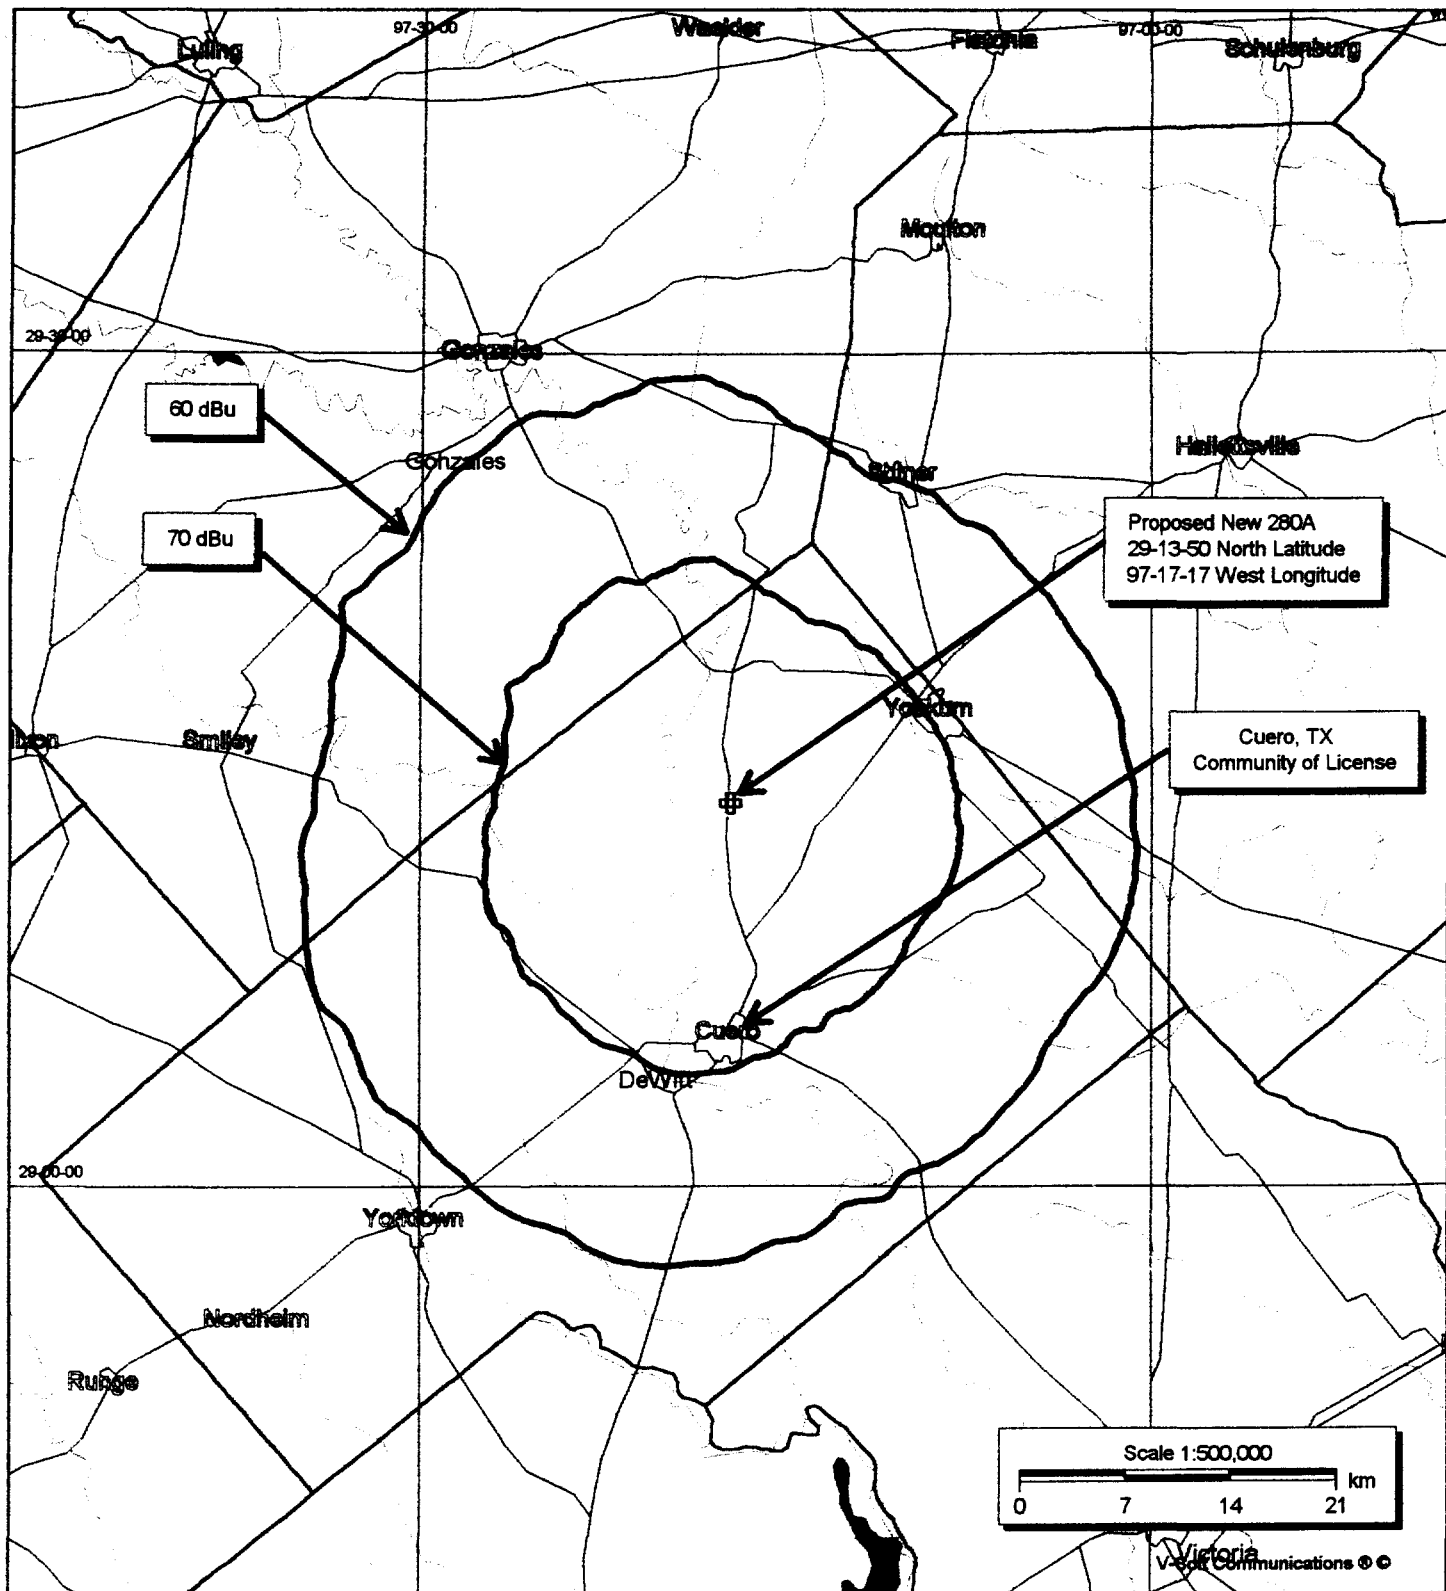 97-30-00
Waelder
Flatonia
97-00-00
Schulenburg
Luling
Moulton
29-30-00
Gonzales
60 dBu
Gonzales
Shiner
Hallettsville
70 dBu
Proposed New 280A
29-13-50 North Latitude
97-17-17 West Longitude
Yoakum
Smiley
Cuero, TX
Community of License
Cuero
DeWitt
29-00-00
Yorktown
Nordheim
Runge
Scale 1:500,000
km
0 7 14 21
Victoria
V-Soft Communications ® ©